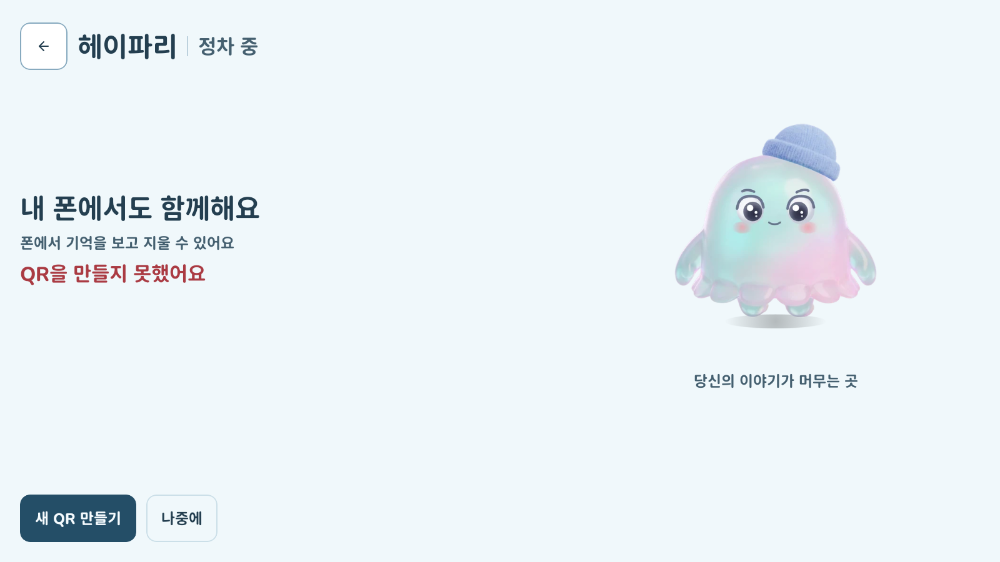 헤이파리
정차 중
내 폰에서도 함께해요
폰에서 기억을 보고 지울 수 있어요
QR을 만들지 못했어요
당신의 이야기가 머무는 곳
새 QR 만들기
나중에